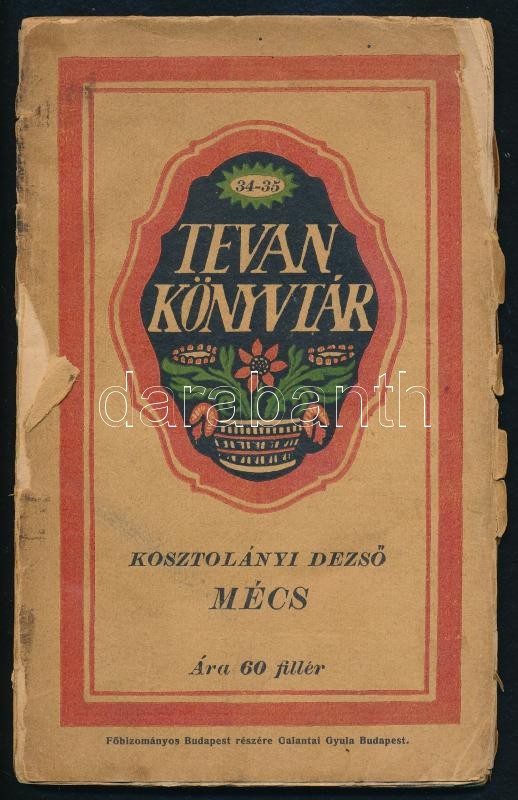 34-35
TEVAN
KÖNYVTÁR
darabanth
KOSZTOLÁNYI DEZSŐ
MÉCS
Ára 60 fillér
Főbizományos Budapest részére Galantai Gyula Budapest.